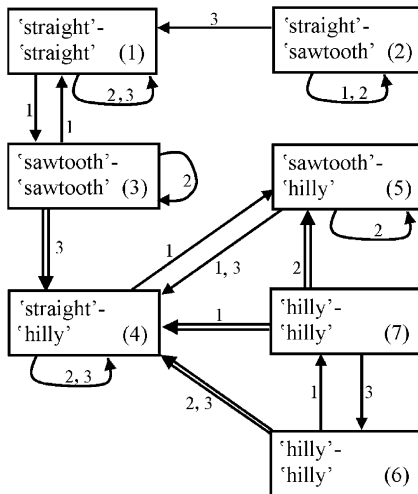 'straight'-
'straight' (1)
3
'straight'-
'sawtooth' (2)
2, 3
1, 2
1
1
'sawtooth'-
'sawtooth' (3)
2
'sawtooth'-
'hilly' (5)
3
1
1, 3
2
2
'straight'-
'hilly' (4)
1
'hilly'-
'hilly' (7)
2, 3
2, 3
1
3
'hilly'-
'hilly' (6)